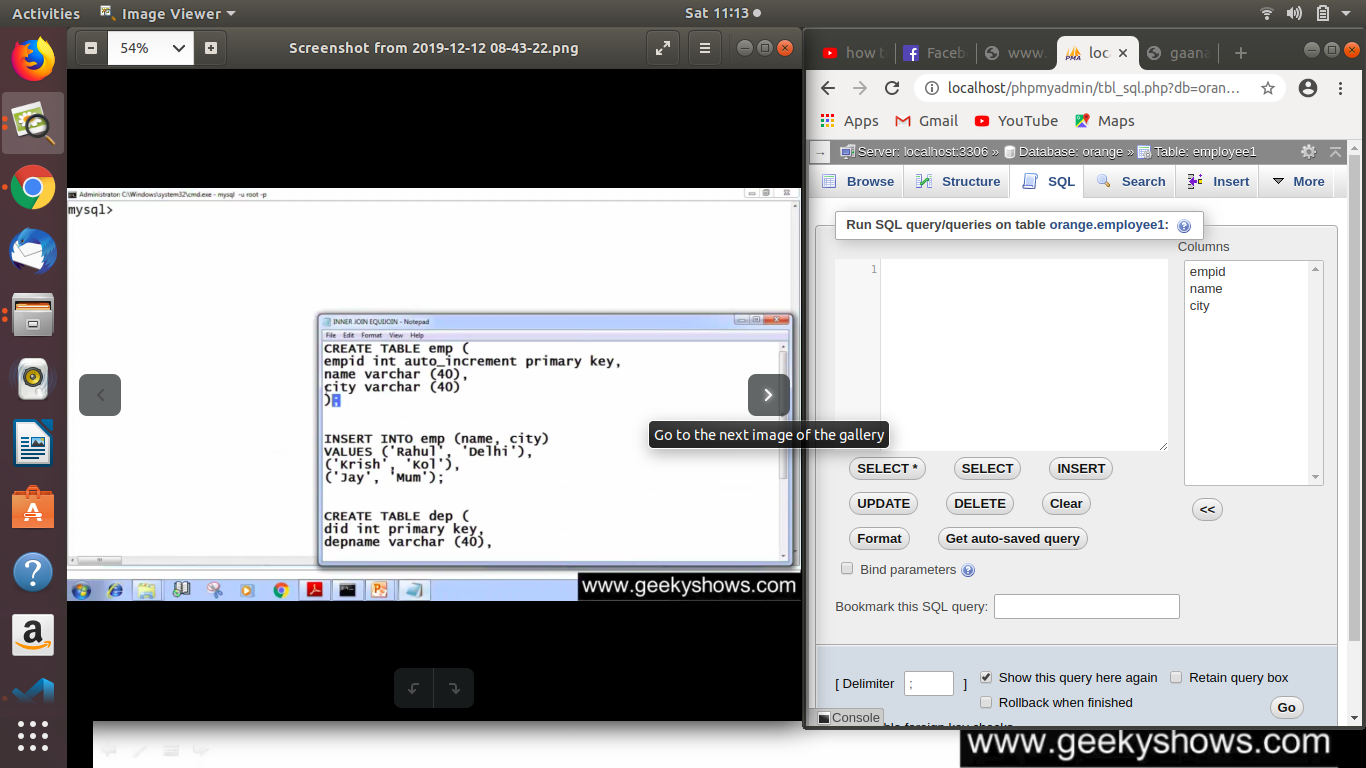 Activities Image Viewer Sat 11:13
54% Screenshot from 2019-12-12 08-43-22.png
Administrator: C:\Windows\system32\cmd.exe - mysql -u root -p
mysql>
INNER JOIN EQUIJOIN - Notepad
File Edit Format View Help
CREATE TABLE emp (
empid int auto_increment primary key,
name varchar (40),
city varchar (40)
);
INSERT INTO emp (name, city)
VALUES ('Rahul', 'Delhi'),
('Krish', 'Kol'),
('Jay', 'Mum');
CREATE TABLE dep (
did int primary key,
depname varchar (40),
Go to the next image of the gallery
www.geekyshows.com
how t Faceb www. loc gaana
localhost/phpmyadmin/tbl_sql.php?db=oran...
Apps Gmail YouTube Maps
Server: localhost:3306 » Database: orange » Table: employee1
Browse Structure SQL Search Insert More
Run SQL query/queries on table orange.employee1:
Columns
1
empid
name
city
SELECT * SELECT INSERT
UPDATE DELETE Clear
<<
Format Get auto-saved query
Bind parameters
Bookmark this SQL query:
[ Delimiter ; ] Show this query here again Retain query box
Rollback when finished
Go
Console
www.geekyshows.com